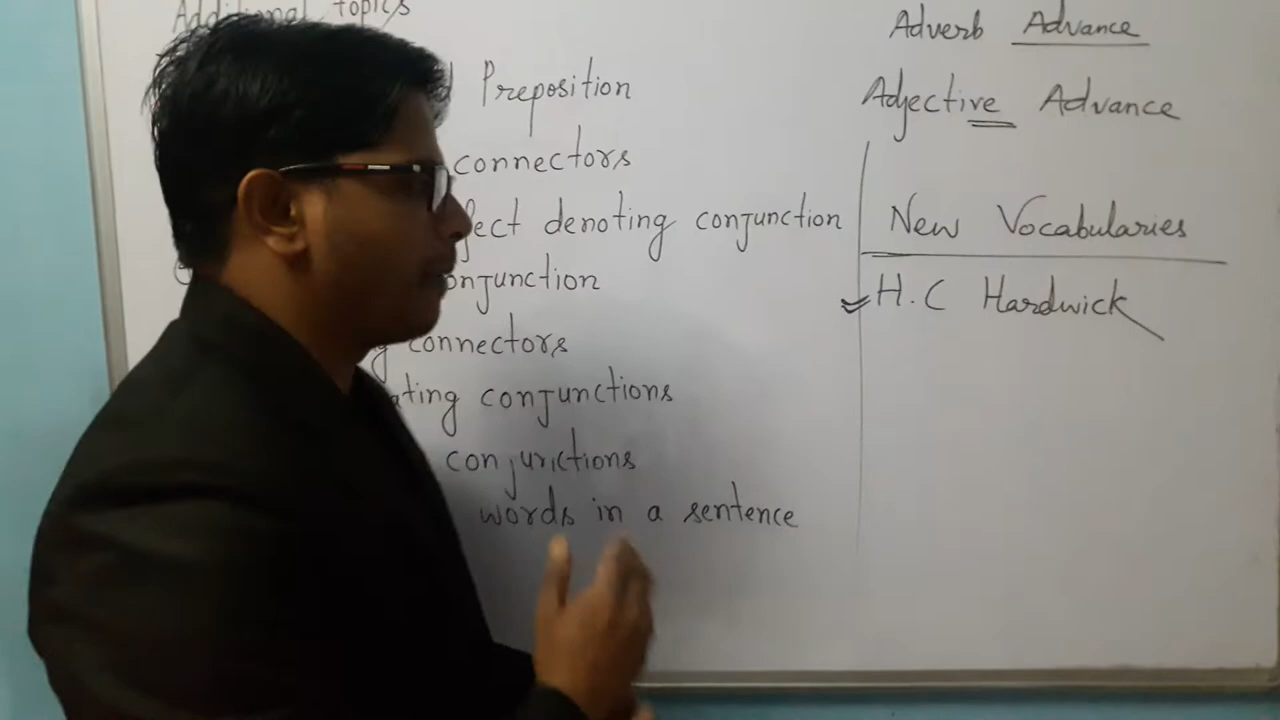 Additional topics
Preposition
connectors
denoting conjunction
conjunction
connectors
conjunctions
conjunctions
words in a sentence
Adverb Advance
Adjective Advance
New Vocabularies
H.C Hardwick